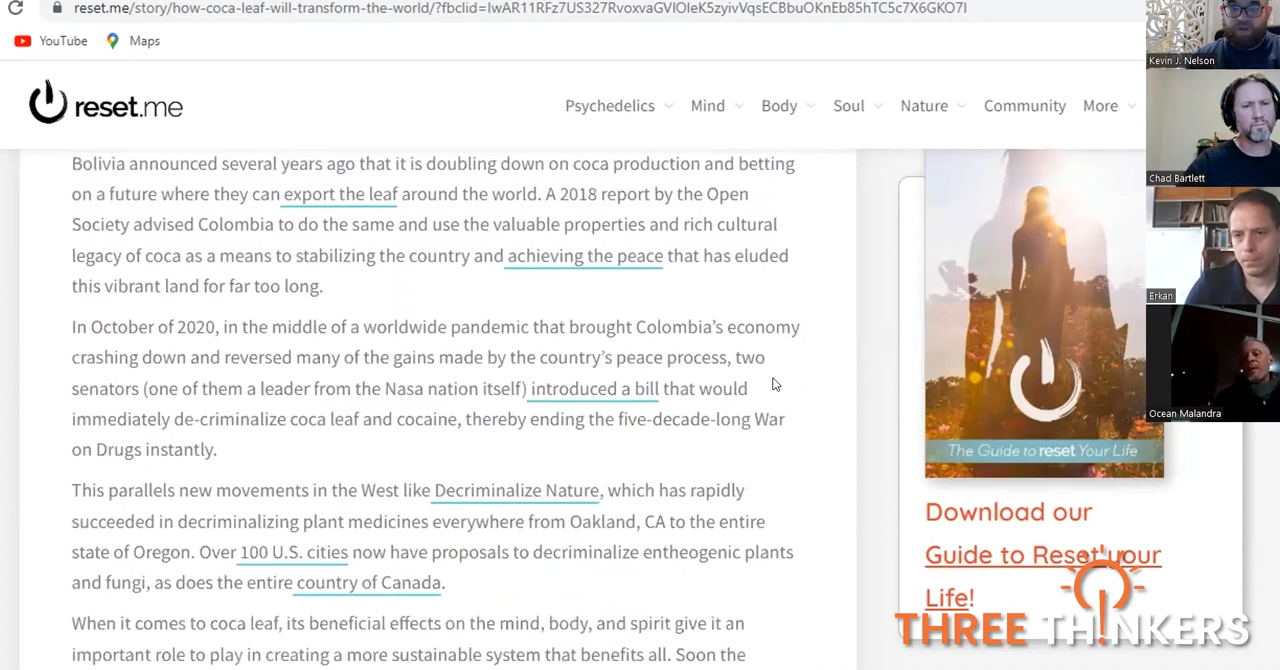 reset.me/story/how-coca-leaf-will-transform-the-world/?fbclid=IwAR11RFz7US327RvoxvaGVIOIeK5zyivVqsECBbuOKnEb85hTC5c7X6GKO7I
YouTube Maps
reset.me
Psychedelics Mind Body Soul Nature Community More
Bolivia announced several years ago that it is doubling down on coca production and betting
on a future where they can export the leaf around the world. A 2018 report by the Open
Society advised Colombia to do the same and use the valuable properties and rich cultural
legacy of coca as a means to stabilizing the country and achieving the peace that has eluded
this vibrant land for far too long.
In October of 2020, in the middle of a worldwide pandemic that brought Colombia's economy
crashing down and reversed many of the gains made by the country's peace process, two
senators (one of them a leader from the Nasa nation itself) introduced a bill that would
immediately de-criminalize coca leaf and cocaine, thereby ending the five-decade-long War
on Drugs instantly.
This parallels new movements in the West like Decriminalize Nature, which has rapidly
succeeded in decriminalizing plant medicines everywhere from Oakland, CA to the entire
state of Oregon. Over 100 U.S. cities now have proposals to decriminalize entheogenic plants
and fungi, as does the entire country of Canada.
When it comes to coca leaf, its beneficial effects on the mind, body, and spirit give it an
important role to play in creating a more sustainable system that benefits all. Soon the
The Guide to reset Your Life
Download our
Guide to Reset your
Life!
Kevin J. Nelson
Chad Bartlett
Erkan
Ocean Malandra
THREE TH!NKERS